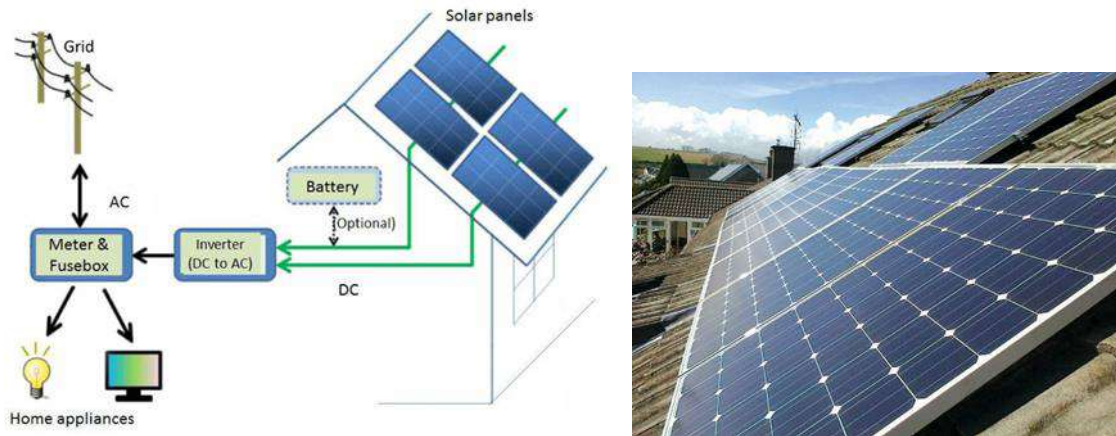 Solar panels
Grid
Battery
(Optional)
AC
Meter &
Fusebox
Inverter
(DC to AC)
DC
Home appliances